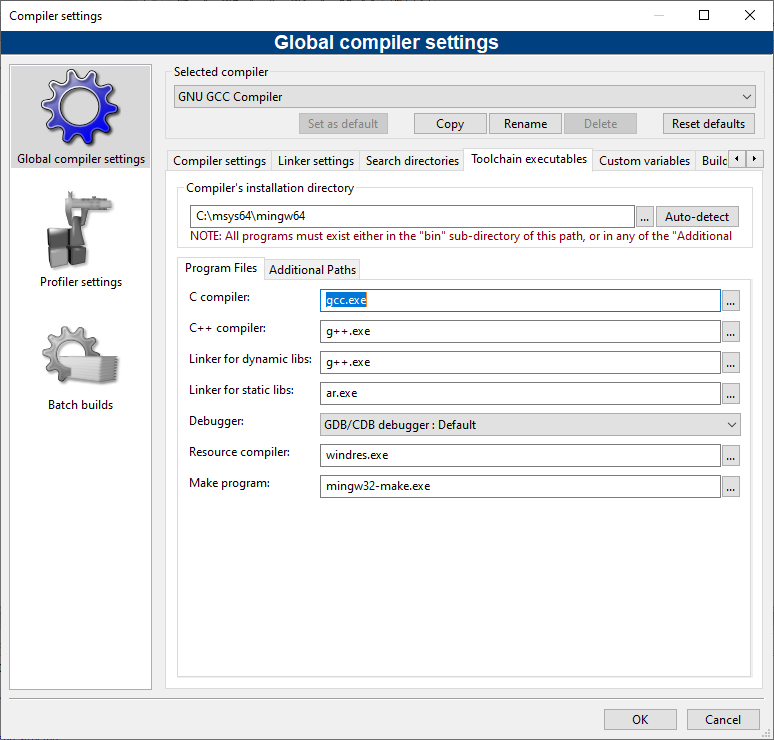 Compiler settings
Global compiler settings
Global compiler settings
Profiler settings
Batch builds
Selected compiler
GNU GCC Compiler
Set as default Copy Rename Delete Reset defaults
Compiler settings Linker settings Search directories Toolchain executables Custom variables Build
Compiler's installation directory
C:\msys64\mingw64 ... Auto-detect
NOTE: All programs must exist either in the "bin" sub-directory of this path, or in any of the "Additional
Program Files Additional Paths
C compiler: gcc.exe ...
C++ compiler: g++.exe ...
Linker for dynamic libs: g++.exe ...
Linker for static libs: ar.exe ...
Debugger: GDB/CDB debugger : Default
Resource compiler: windres.exe ...
Make program: mingw32-make.exe ...
OK Cancel